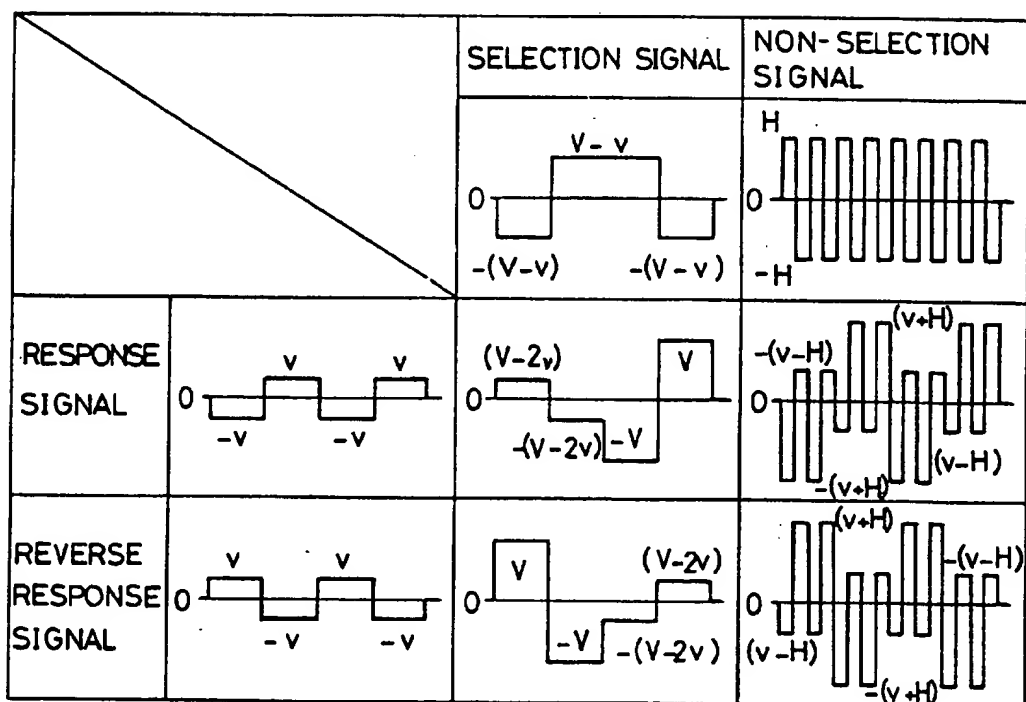 SELECTION SIGNAL
NON-SELECTION
SIGNAL
V-v
0
-(V-v)
-(V-v)
H
0
-H
RESPONSE
SIGNAL
v
v
0
-v
-v
(V-2v)
V
0
-(V-2v)
-V
(v+H)
-(v-H)
0
(v-H)
-(v+H)
REVERSE
RESPONSE
SIGNAL
v
v
0
-v
-v
V
(V-2v)
0
-V
-(V-2v)
(v+H)
-(v-H)
0
(v-H)
-(v+H)